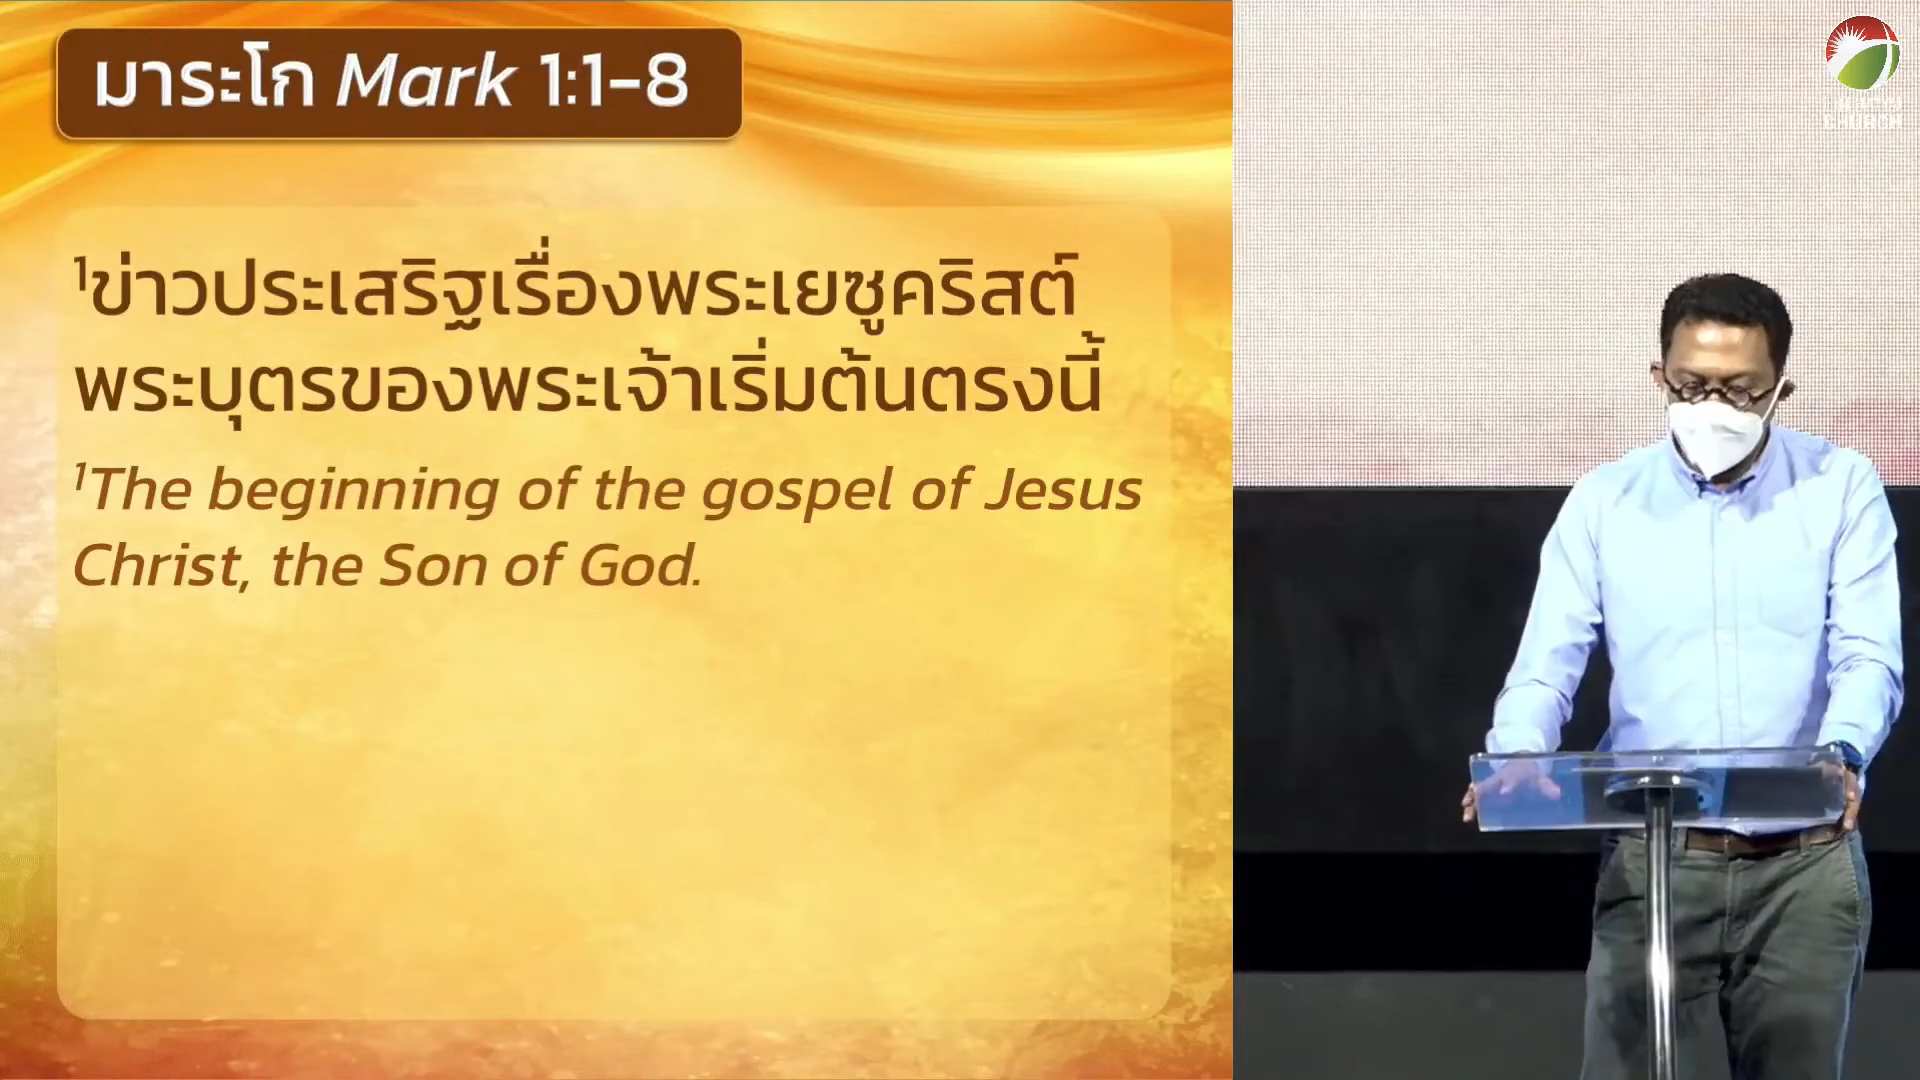 มาระโก Mark 1:1-8
¹ข่าวประเสริฐเรื่องพระเยซูคริสต์
พระบุตรของพระเจ้าเริ่มต้นตรงนี้
¹The beginning of the gospel of Jesus
Christ, the Son of God.
CHURCH